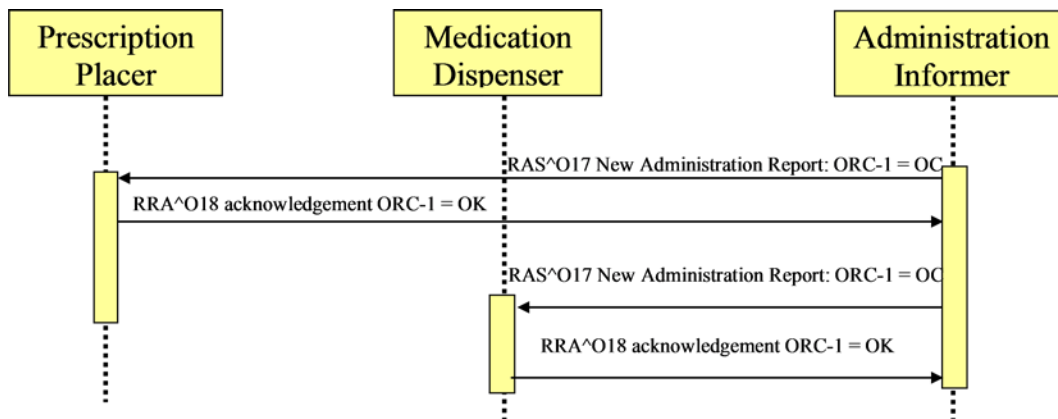 Prescription
Placer
Medication
Dispenser
Administration
Informer
RAS^O17 New Administration Report: ORC-1 = OC
RRA^O18 acknowledgement ORC-1 = OK
RAS^O17 New Administration Report: ORC-1 = OC
RRA^O18 acknowledgement ORC-1 = OK